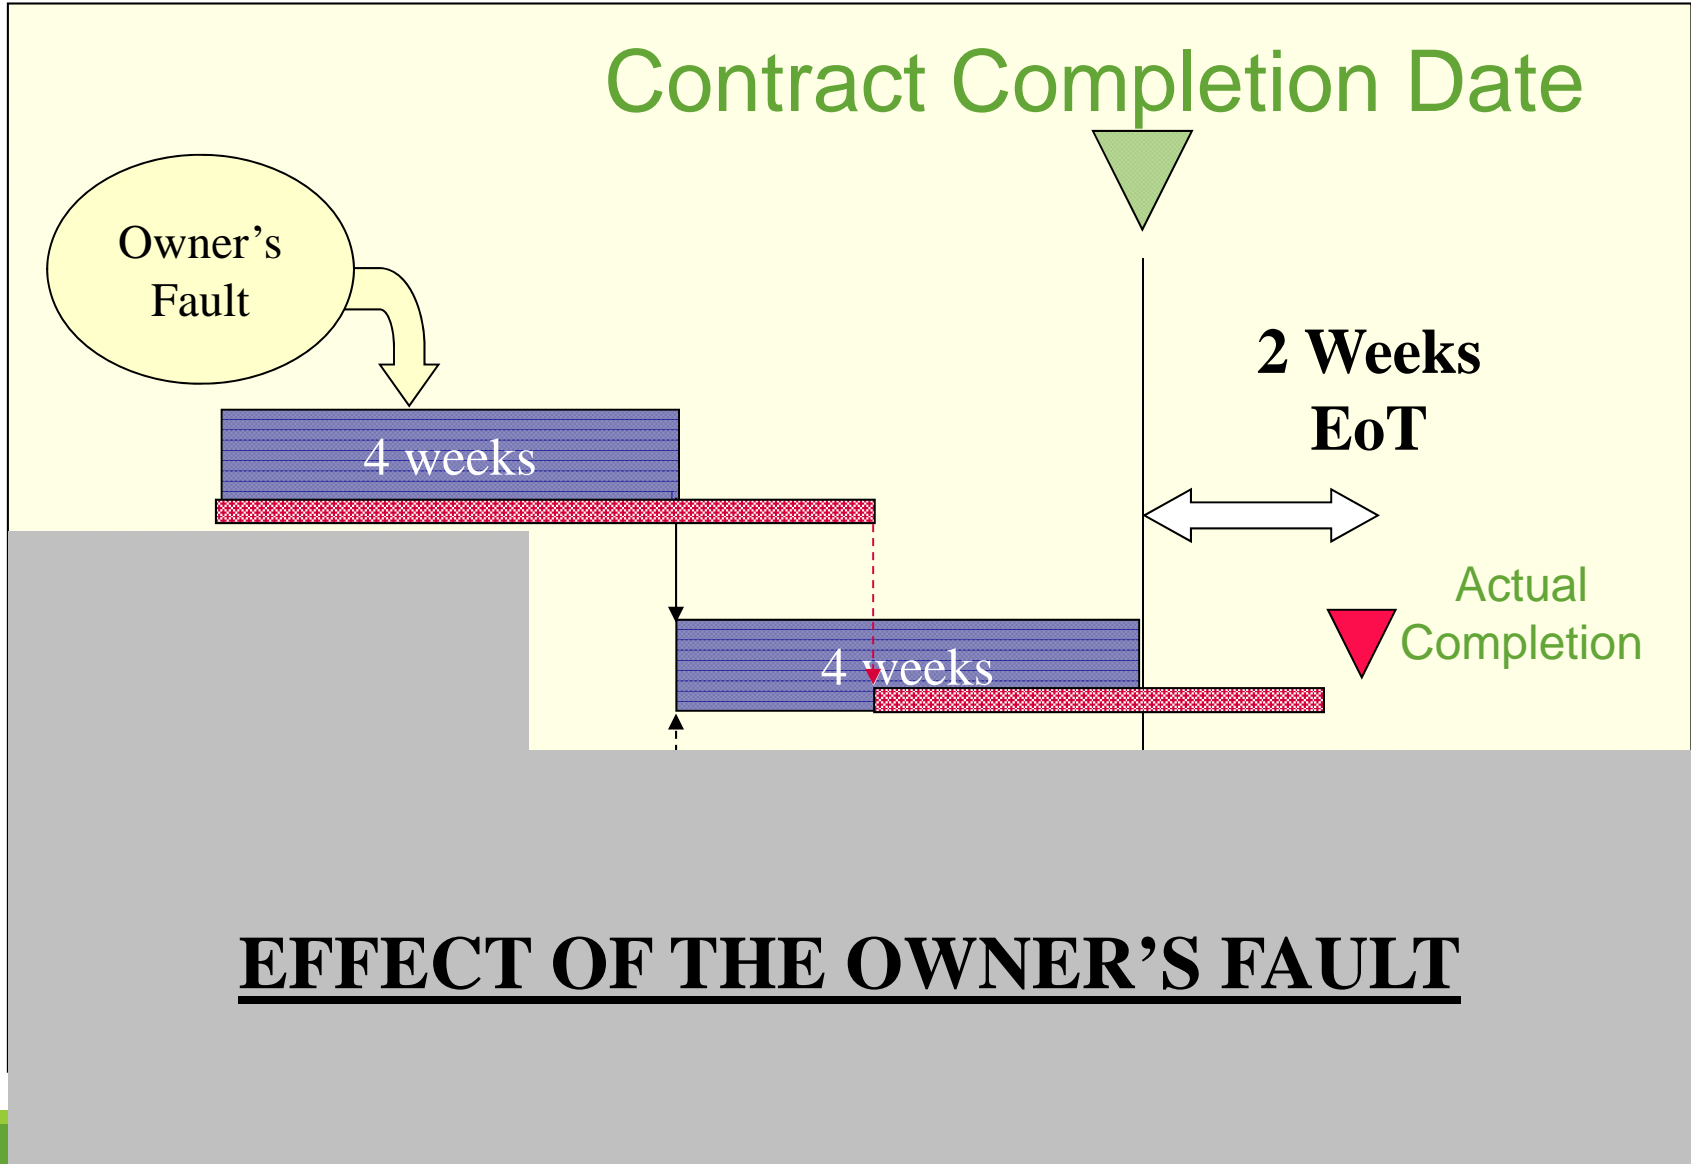 Contract Completion Date
Owner’s
Fault
2 Weeks
EoT
4 weeks
Actual
Completion
4 weeks
EFFECT OF THE OWNER’S FAULT